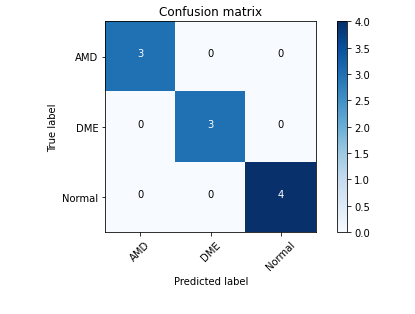 Confusion matrix
True label
AMD 3 0 0
DME 0 3 0
Normal 0 0 4
AMD DME Normal
Predicted label
4.0
3.5
3.0
2.5
2.0
1.5
1.0
0.5
0.0